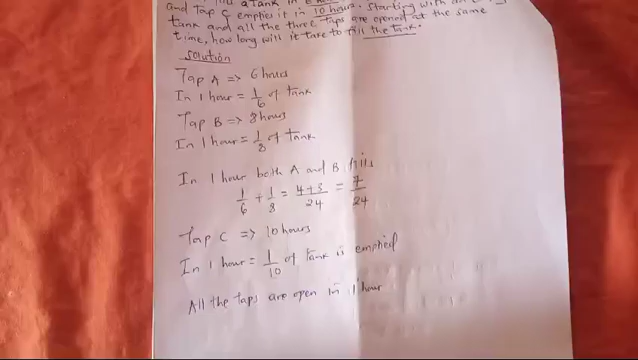 a Tank in 6
and Tap C empties it in 10 hours. Starting with an
tank and all the three taps are opened at the same
time, how long will it take to fill the tank.
Solution
Tap A => 6 hours
In 1 hour = 1/6 of tank
Tap B => 8 hours
In 1 hour = 1/8 of tank
In 1 hour both A and B fills
1/6 + 1/8 = 4+3/24 = 7/24
Tap C => 10 hours
In 1 hour = 1/10 of tank is emptied
All the taps are open in 1 hour